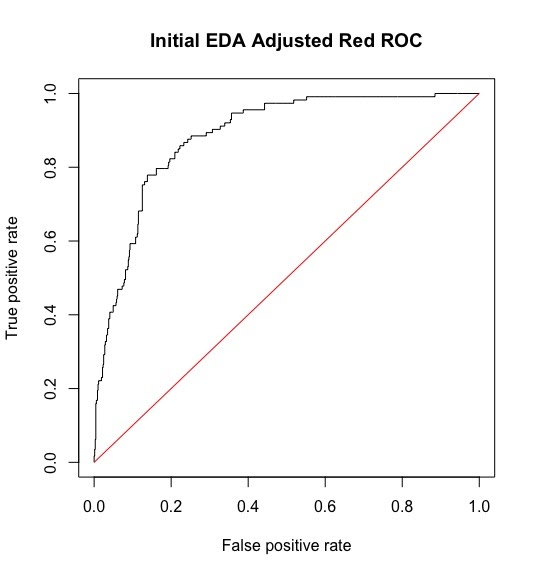 Initial EDA Adjusted Red ROC
True positive rate
1.0
0.8
0.6
0.4
0.2
0.0
0.0 0.2 0.4 0.6 0.8 1.0
False positive rate